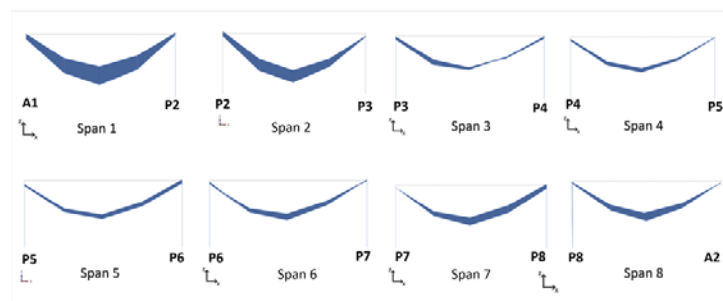 A1 P2 P2 P3 P3 P4 P4 P5
Span 1 Span 2 Span 3 Span 4
P5 P6 P6 P7 P7 P8 P8 A2
Span 5 Span 6 Span 7 Span 8